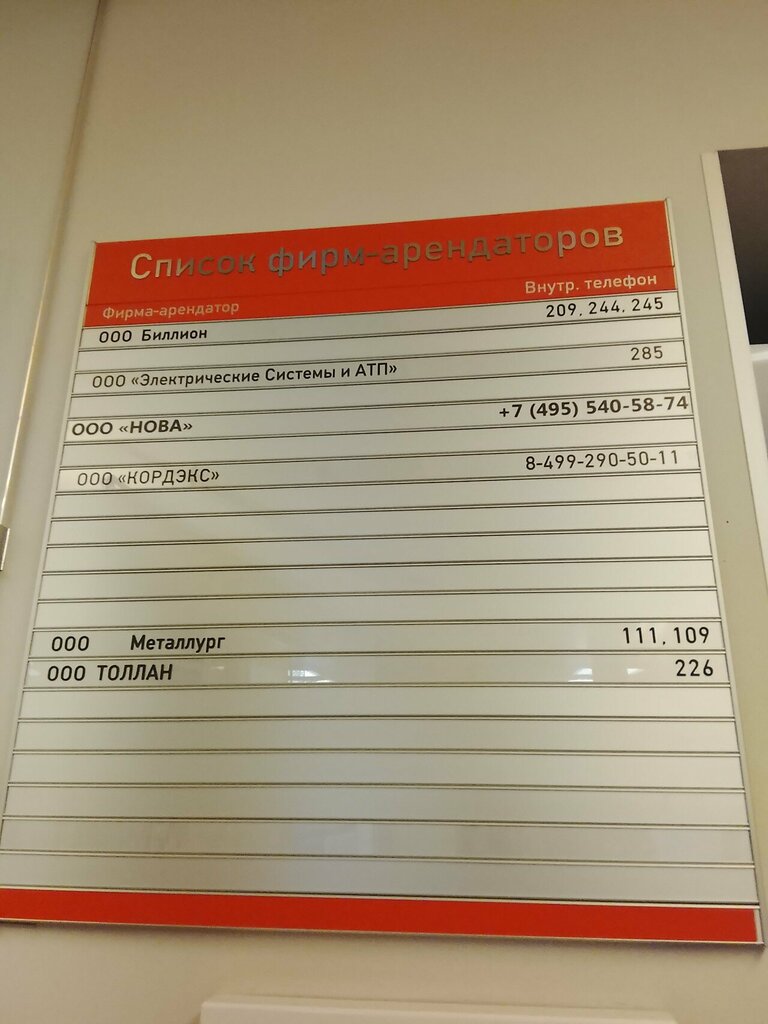 Список фирм-арендаторов
Фирма-арендатор Внутр. телефон
ООО Биллион 209, 244, 245
ООО «Электрические Системы и АТП» 285
ООО «НОВА» +7 (495) 540-58-74
ООО «КОРДЭКС» 8-499-290-50-11
ООО Металлург 111, 109
ООО ТОЛЛАН 226